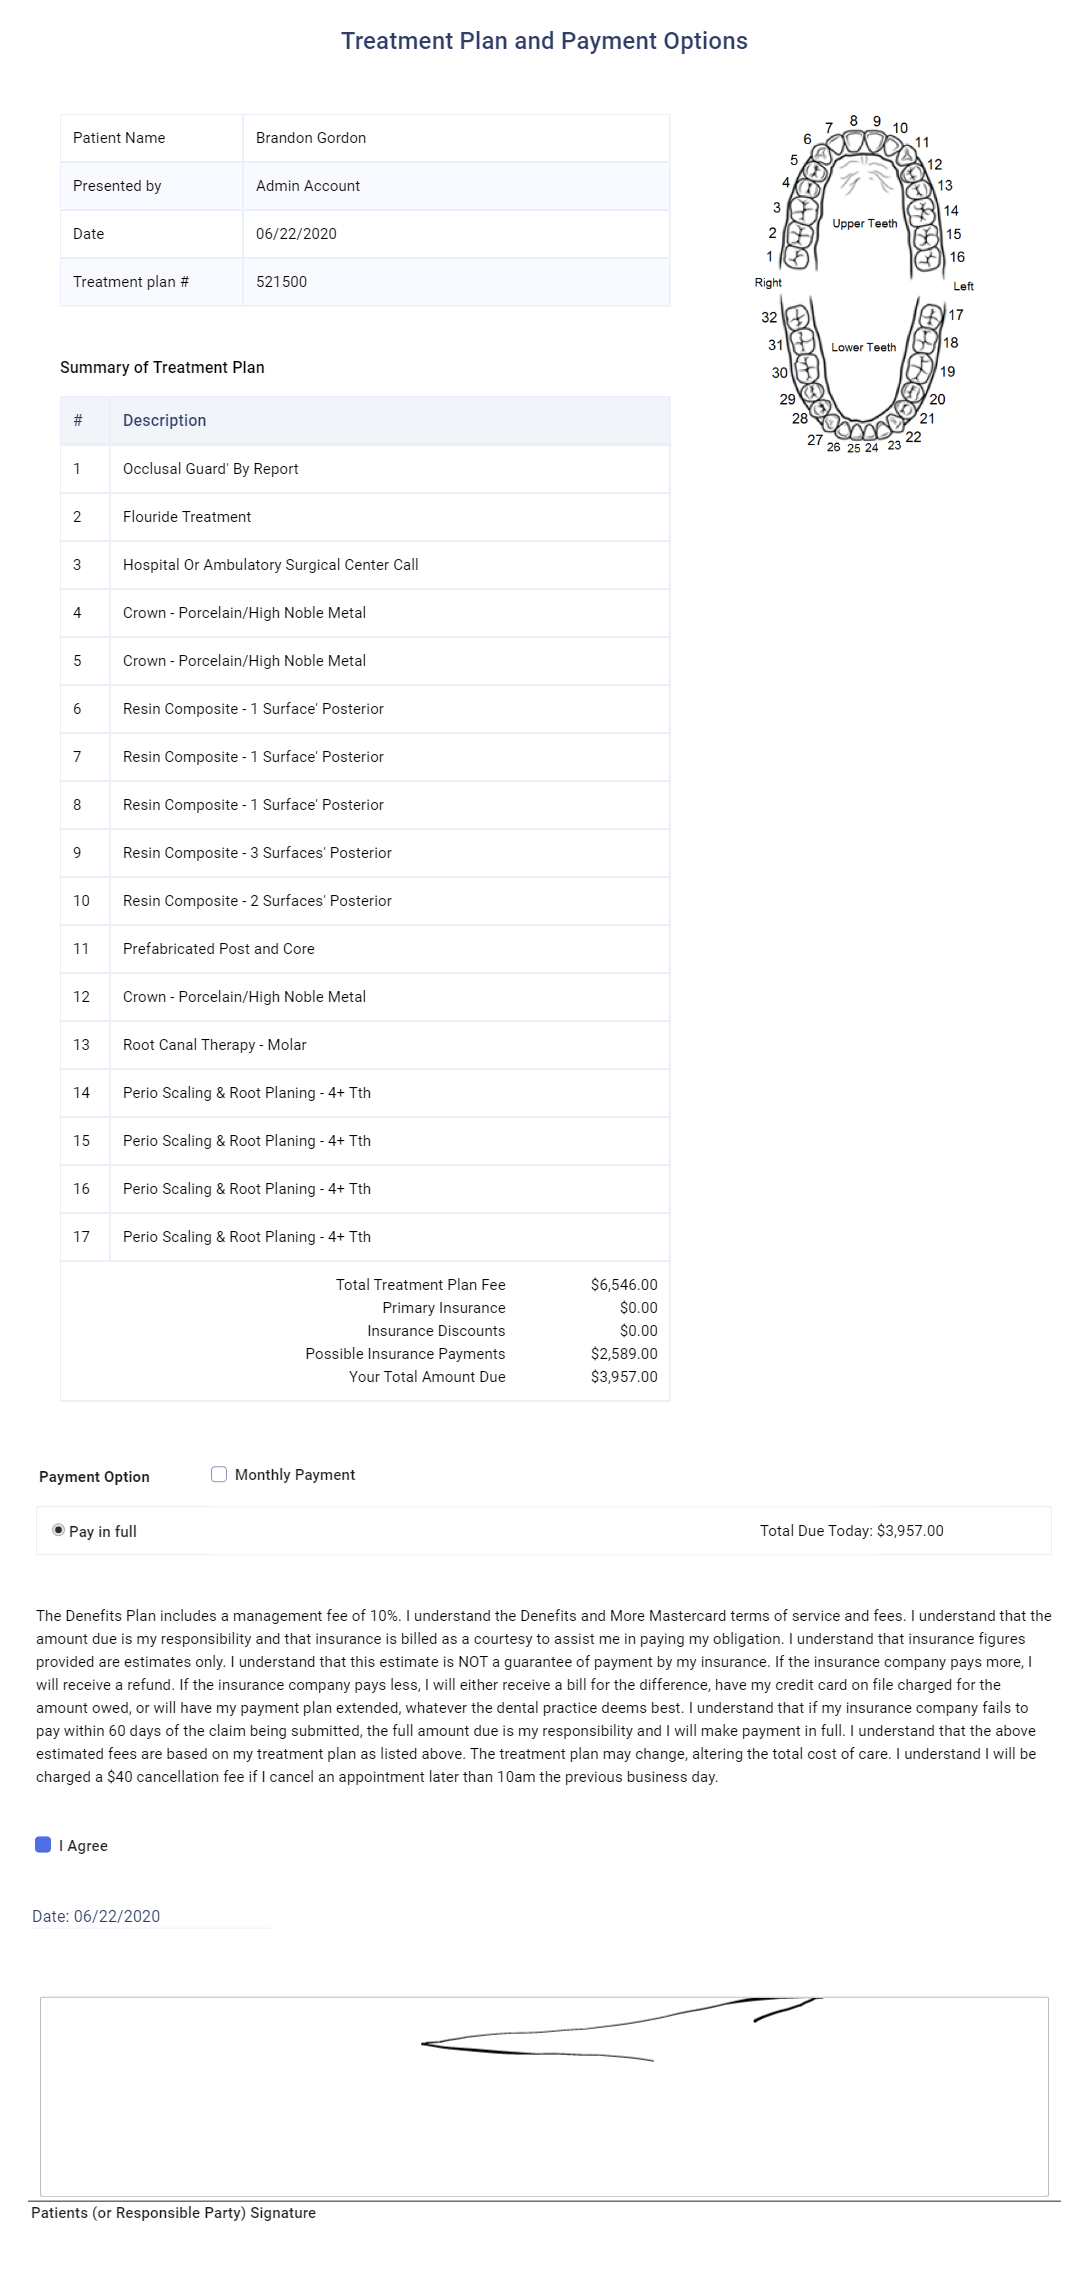 Treatment Plan and Payment Options
Patient Name Brandon Gordon
Presented by Admin Account
Date 06/22/2020
Treatment plan # 521500
8 9
7 10
6 11
5 12
4 13
3 14
Upper Teeth
2 15
1 16
Right Left
32 17
31 Lower Teeth 18
30 19
29 20
28 21
27 22
26 25 24 23
Summary of Treatment Plan
# Description
1 Occlusal Guard' By Report
2 Flouride Treatment
3 Hospital Or Ambulatory Surgical Center Call
4 Crown - Porcelain/High Noble Metal
5 Crown - Porcelain/High Noble Metal
6 Resin Composite - 1 Surface' Posterior
7 Resin Composite - 1 Surface' Posterior
8 Resin Composite - 1 Surface' Posterior
9 Resin Composite - 3 Surfaces' Posterior
10 Resin Composite - 2 Surfaces' Posterior
11 Prefabricated Post and Core
12 Crown - Porcelain/High Noble Metal
13 Root Canal Therapy - Molar
14 Perio Scaling & Root Planing - 4+ Tth
15 Perio Scaling & Root Planing - 4+ Tth
16 Perio Scaling & Root Planing - 4+ Tth
17 Perio Scaling & Root Planing - 4+ Tth
Total Treatment Plan Fee $6,546.00
Primary Insurance $0.00
Insurance Discounts $0.00
Possible Insurance Payments $2,589.00
Your Total Amount Due $3,957.00
Payment Option Monthly Payment
Pay in full Total Due Today: $3,957.00
The Denefits Plan includes a management fee of 10%. I understand the Denefits and More Mastercard terms of service and fees. I understand that the
amount due is my responsibility and that insurance is billed as a courtesy to assist me in paying my obligation. I understand that insurance figures
provided are estimates only. I understand that this estimate is NOT a guarantee of payment by my insurance. If the insurance company pays more, I
will receive a refund. If the insurance company pays less, I will either receive a bill for the difference, have my credit card on file charged for the
amount owed, or will have my payment plan extended, whatever the dental practice deems best. I understand that if my insurance company fails to
pay within 60 days of the claim being submitted, the full amount due is my responsibility and I will make payment in full. I understand that the above
estimated fees are based on my treatment plan as listed above. The treatment plan may change, altering the total cost of care. I understand I will be
charged a $40 cancellation fee if I cancel an appointment later than 10am the previous business day.
I Agree
Date: 06/22/2020
Patients (or Responsible Party) Signature